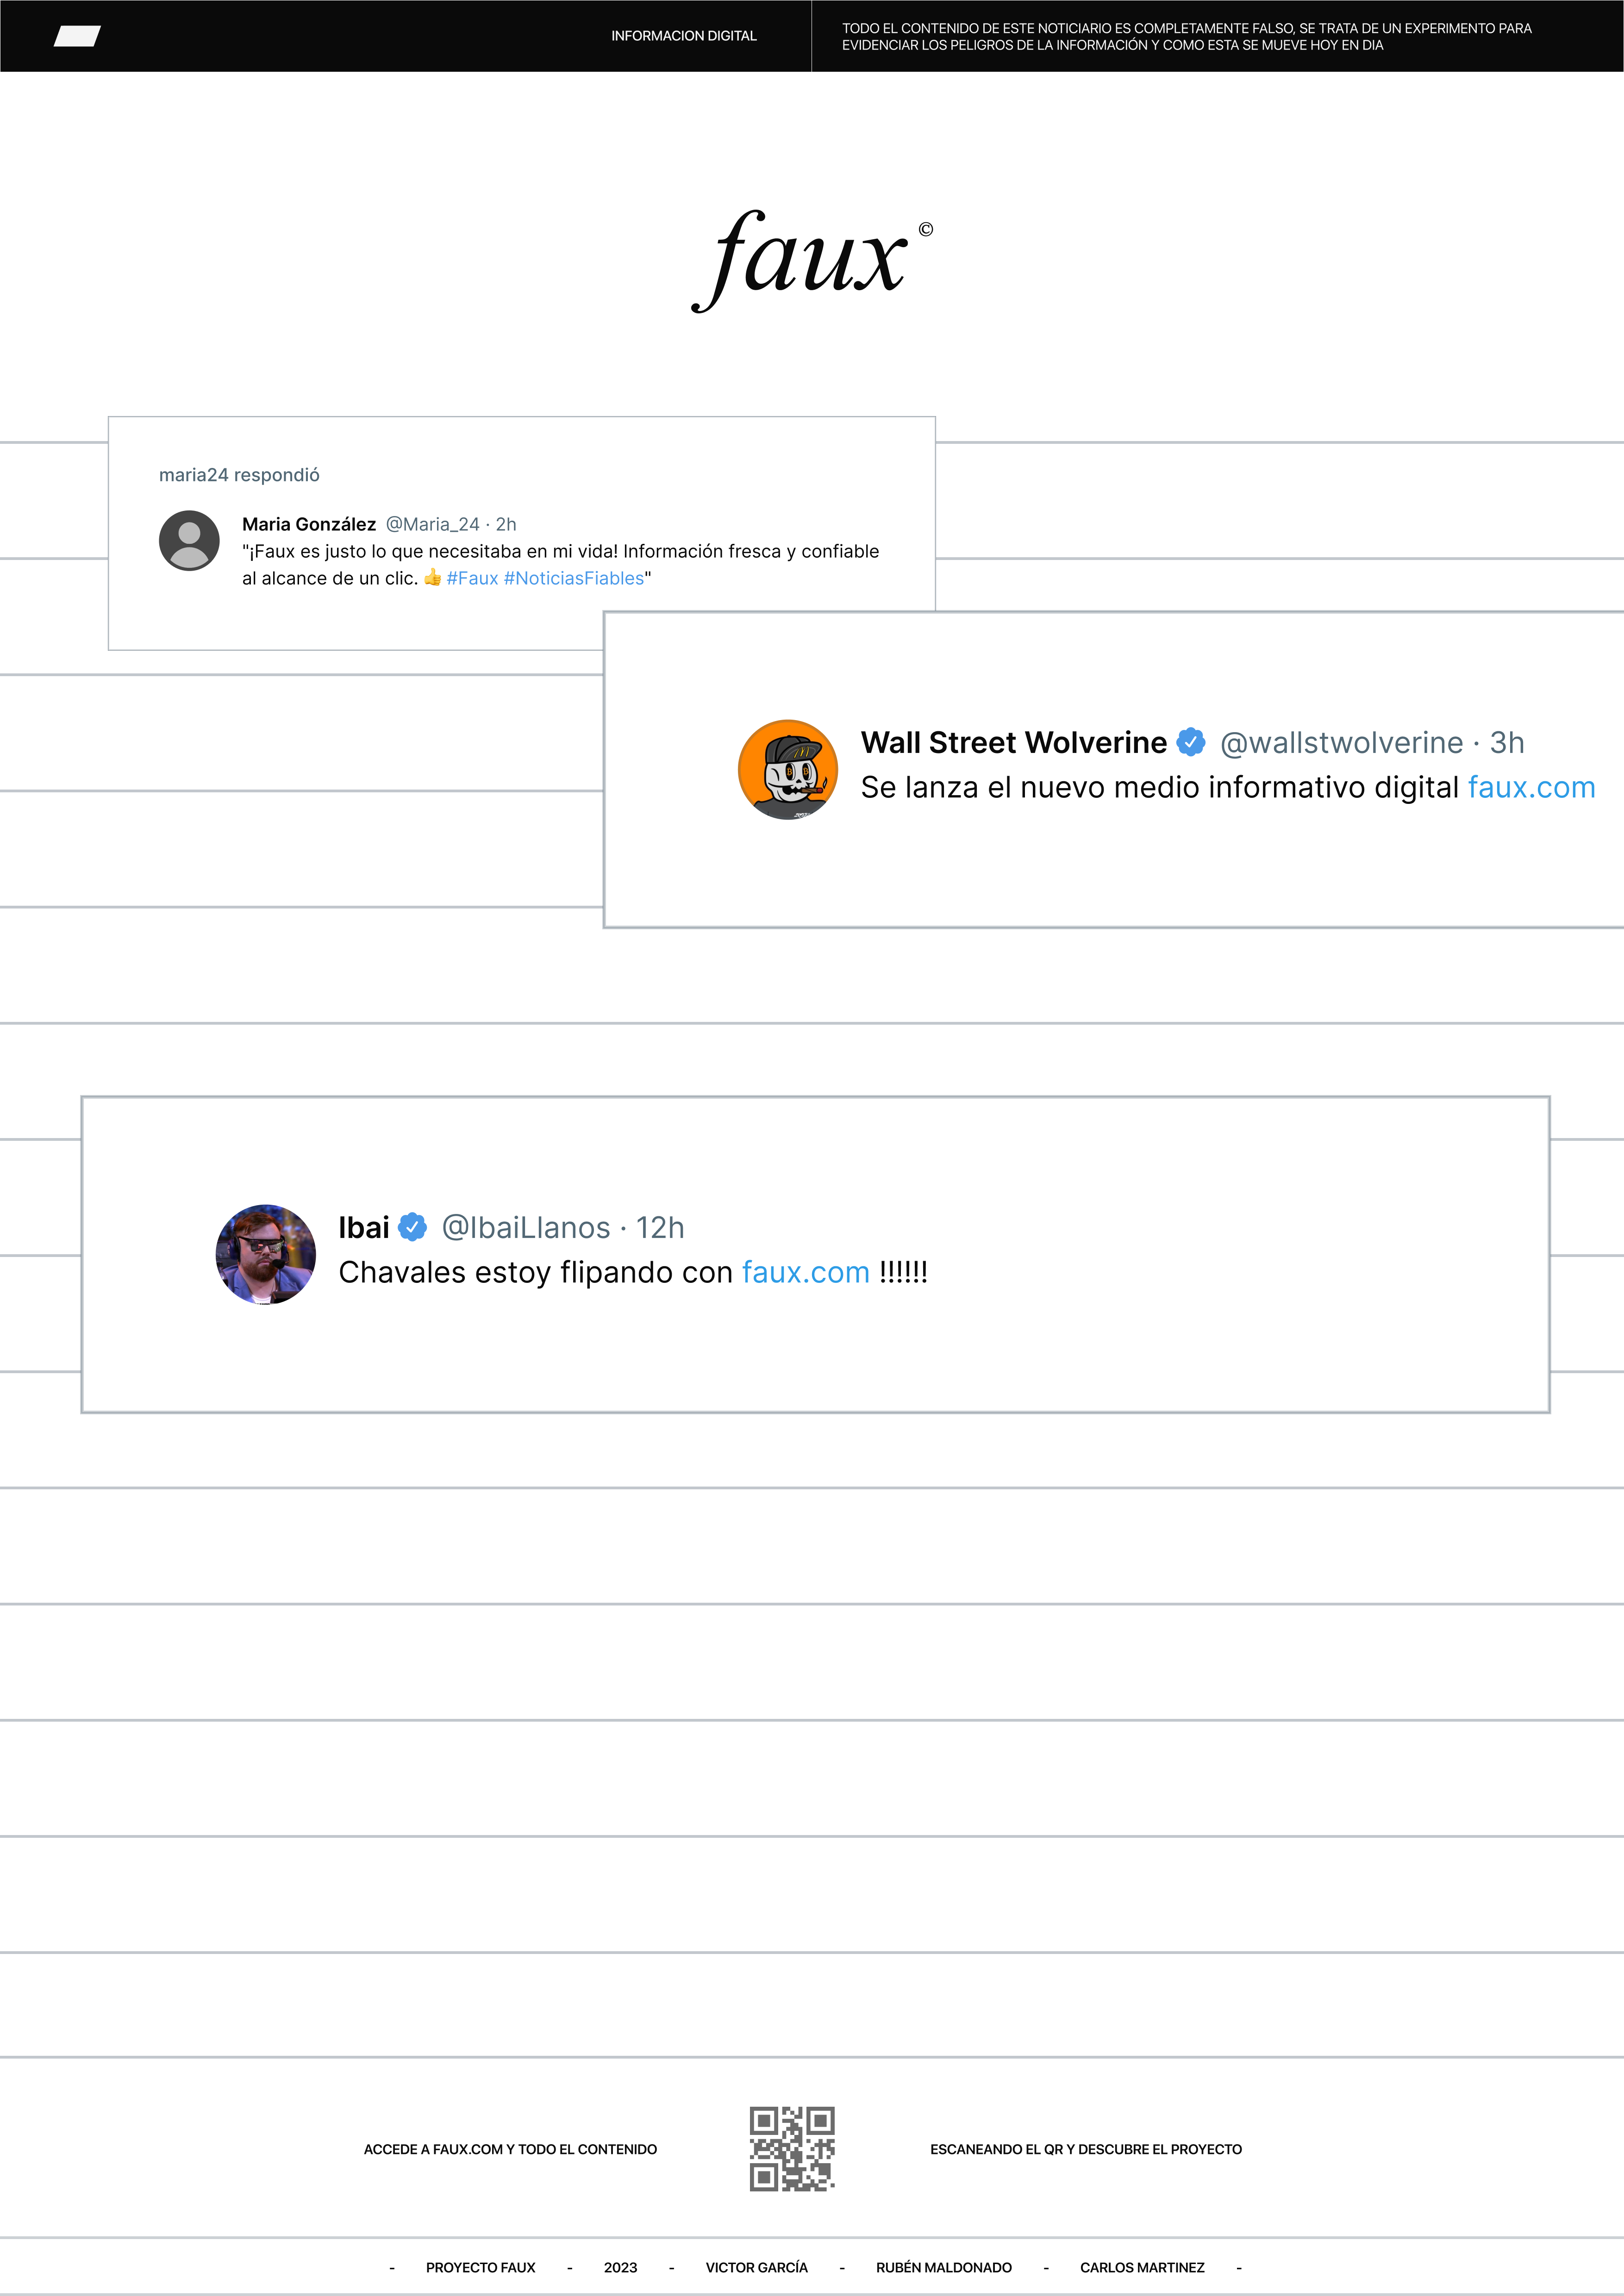 INFORMACION DIGITAL
TODO EL CONTENIDO DE ESTE NOTICIARIO ES COMPLETAMENTE FALSO, SE TRATA DE UN EXPERIMENTO PARA
EVIDENCIAR LOS PELIGROS DE LA INFORMACIÓN Y COMO ESTA SE MUEVE HOY EN DIA
faux ©
maria24 respondió
Maria González @Maria_24 · 2h
"¡Faux es justo lo que necesitaba en mi vida! Información fresca y confiable
al alcance de un clic. 👍 #Faux #NoticiasFiables"
Wall Street Wolverine @wallstwolverine · 3h
Se lanza el nuevo medio informativo digital faux.com
Ibai @IbaiLlanos · 12h
Chavales estoy flipando con faux.com !!!!!!
ACCEDE A FAUX.COM Y TODO EL CONTENIDO
ESCANEANDO EL QR Y DESCUBRE EL PROYECTO
- PROYECTO FAUX - 2023 - VICTOR GARCÍA - RUBÉN MALDONADO - CARLOS MARTINEZ -